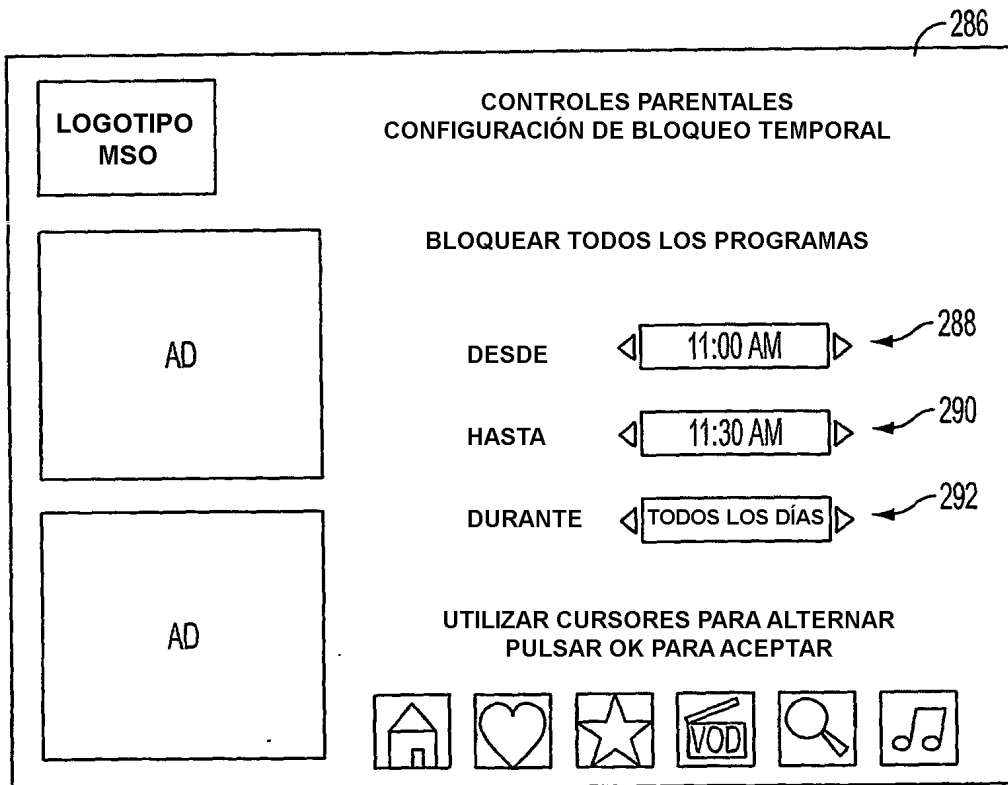 286
LOGOTIPO
MSO
CONTROLES PARENTALES
CONFIGURACIÓN DE BLOQUEO TEMPORAL
BLOQUEAR TODOS LOS PROGRAMAS
AD
DESDE 11:00 AM 288
HASTA 11:30 AM 290
DURANTE TODOS LOS DÍAS 292
AD
UTILIZAR CURSORES PARA ALTERNAR
PULSAR OK PARA ACEPTAR
VOD